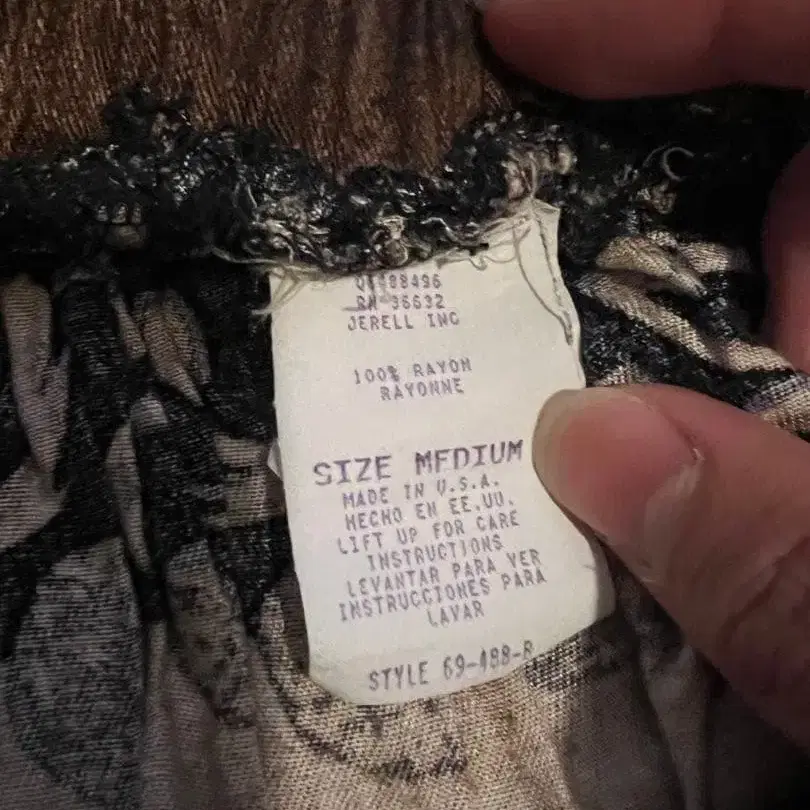 RN 36632
JERELL INC
100% RAYON
RAYONNE
SIZE MEDIUM
MADE IN U.S.A.
HECHO EN EE.UU.
LIFT UP FOR CARE
INSTRUCTIONS
LEVANTAR PARA VER
INSTRUCCIONES PARA
LAVAR
STYLE 69-488-R